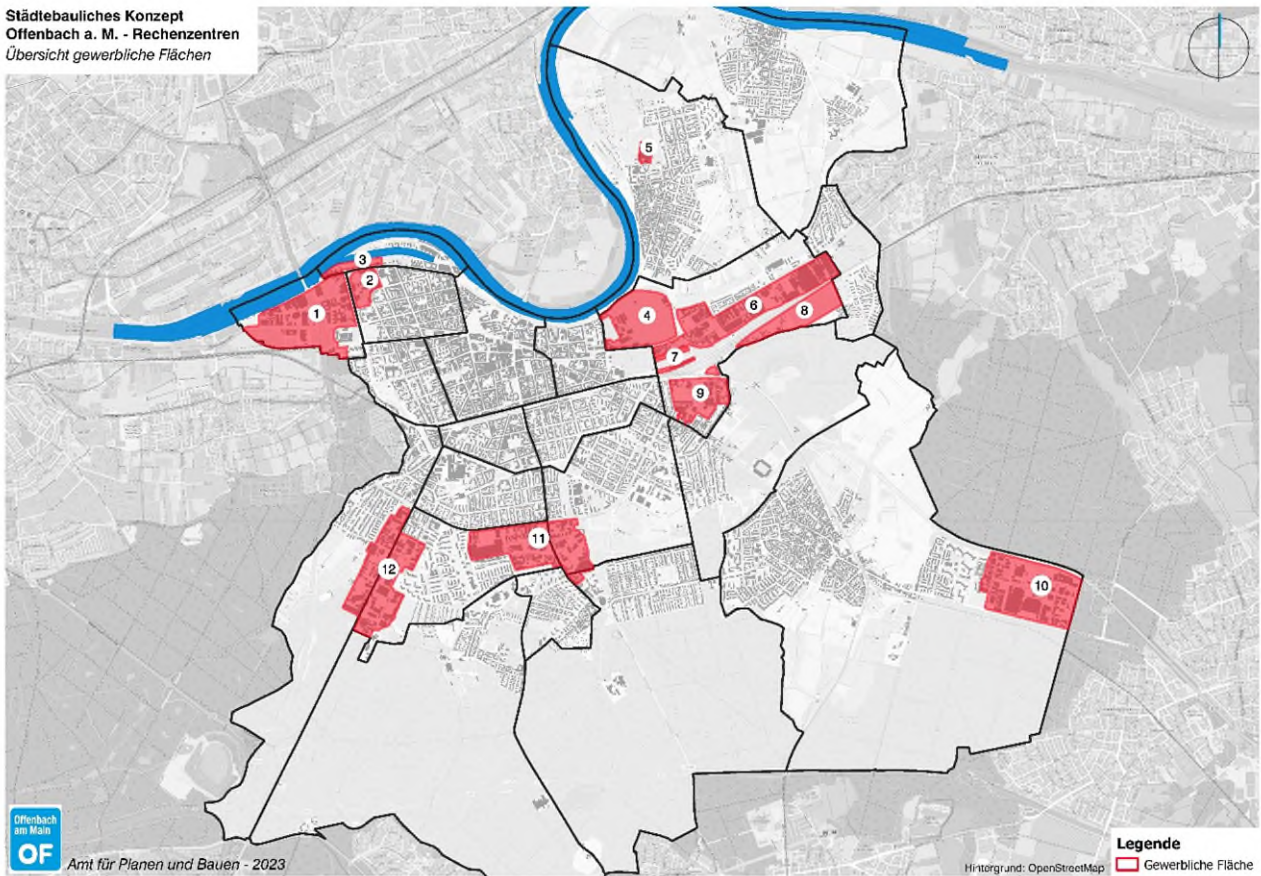 Städtebauliches Konzept
Offenbach a. M. - Rechenzentren
Übersicht gewerbliche Flächen
5
3
2
1
4
6
8
7
9
11
12
10
Offenbach
am Main
OF
Amt für Planen und Bauen - 2023
Hintergrund: OpenStreetMap
Legende
Gewerbliche Fläche